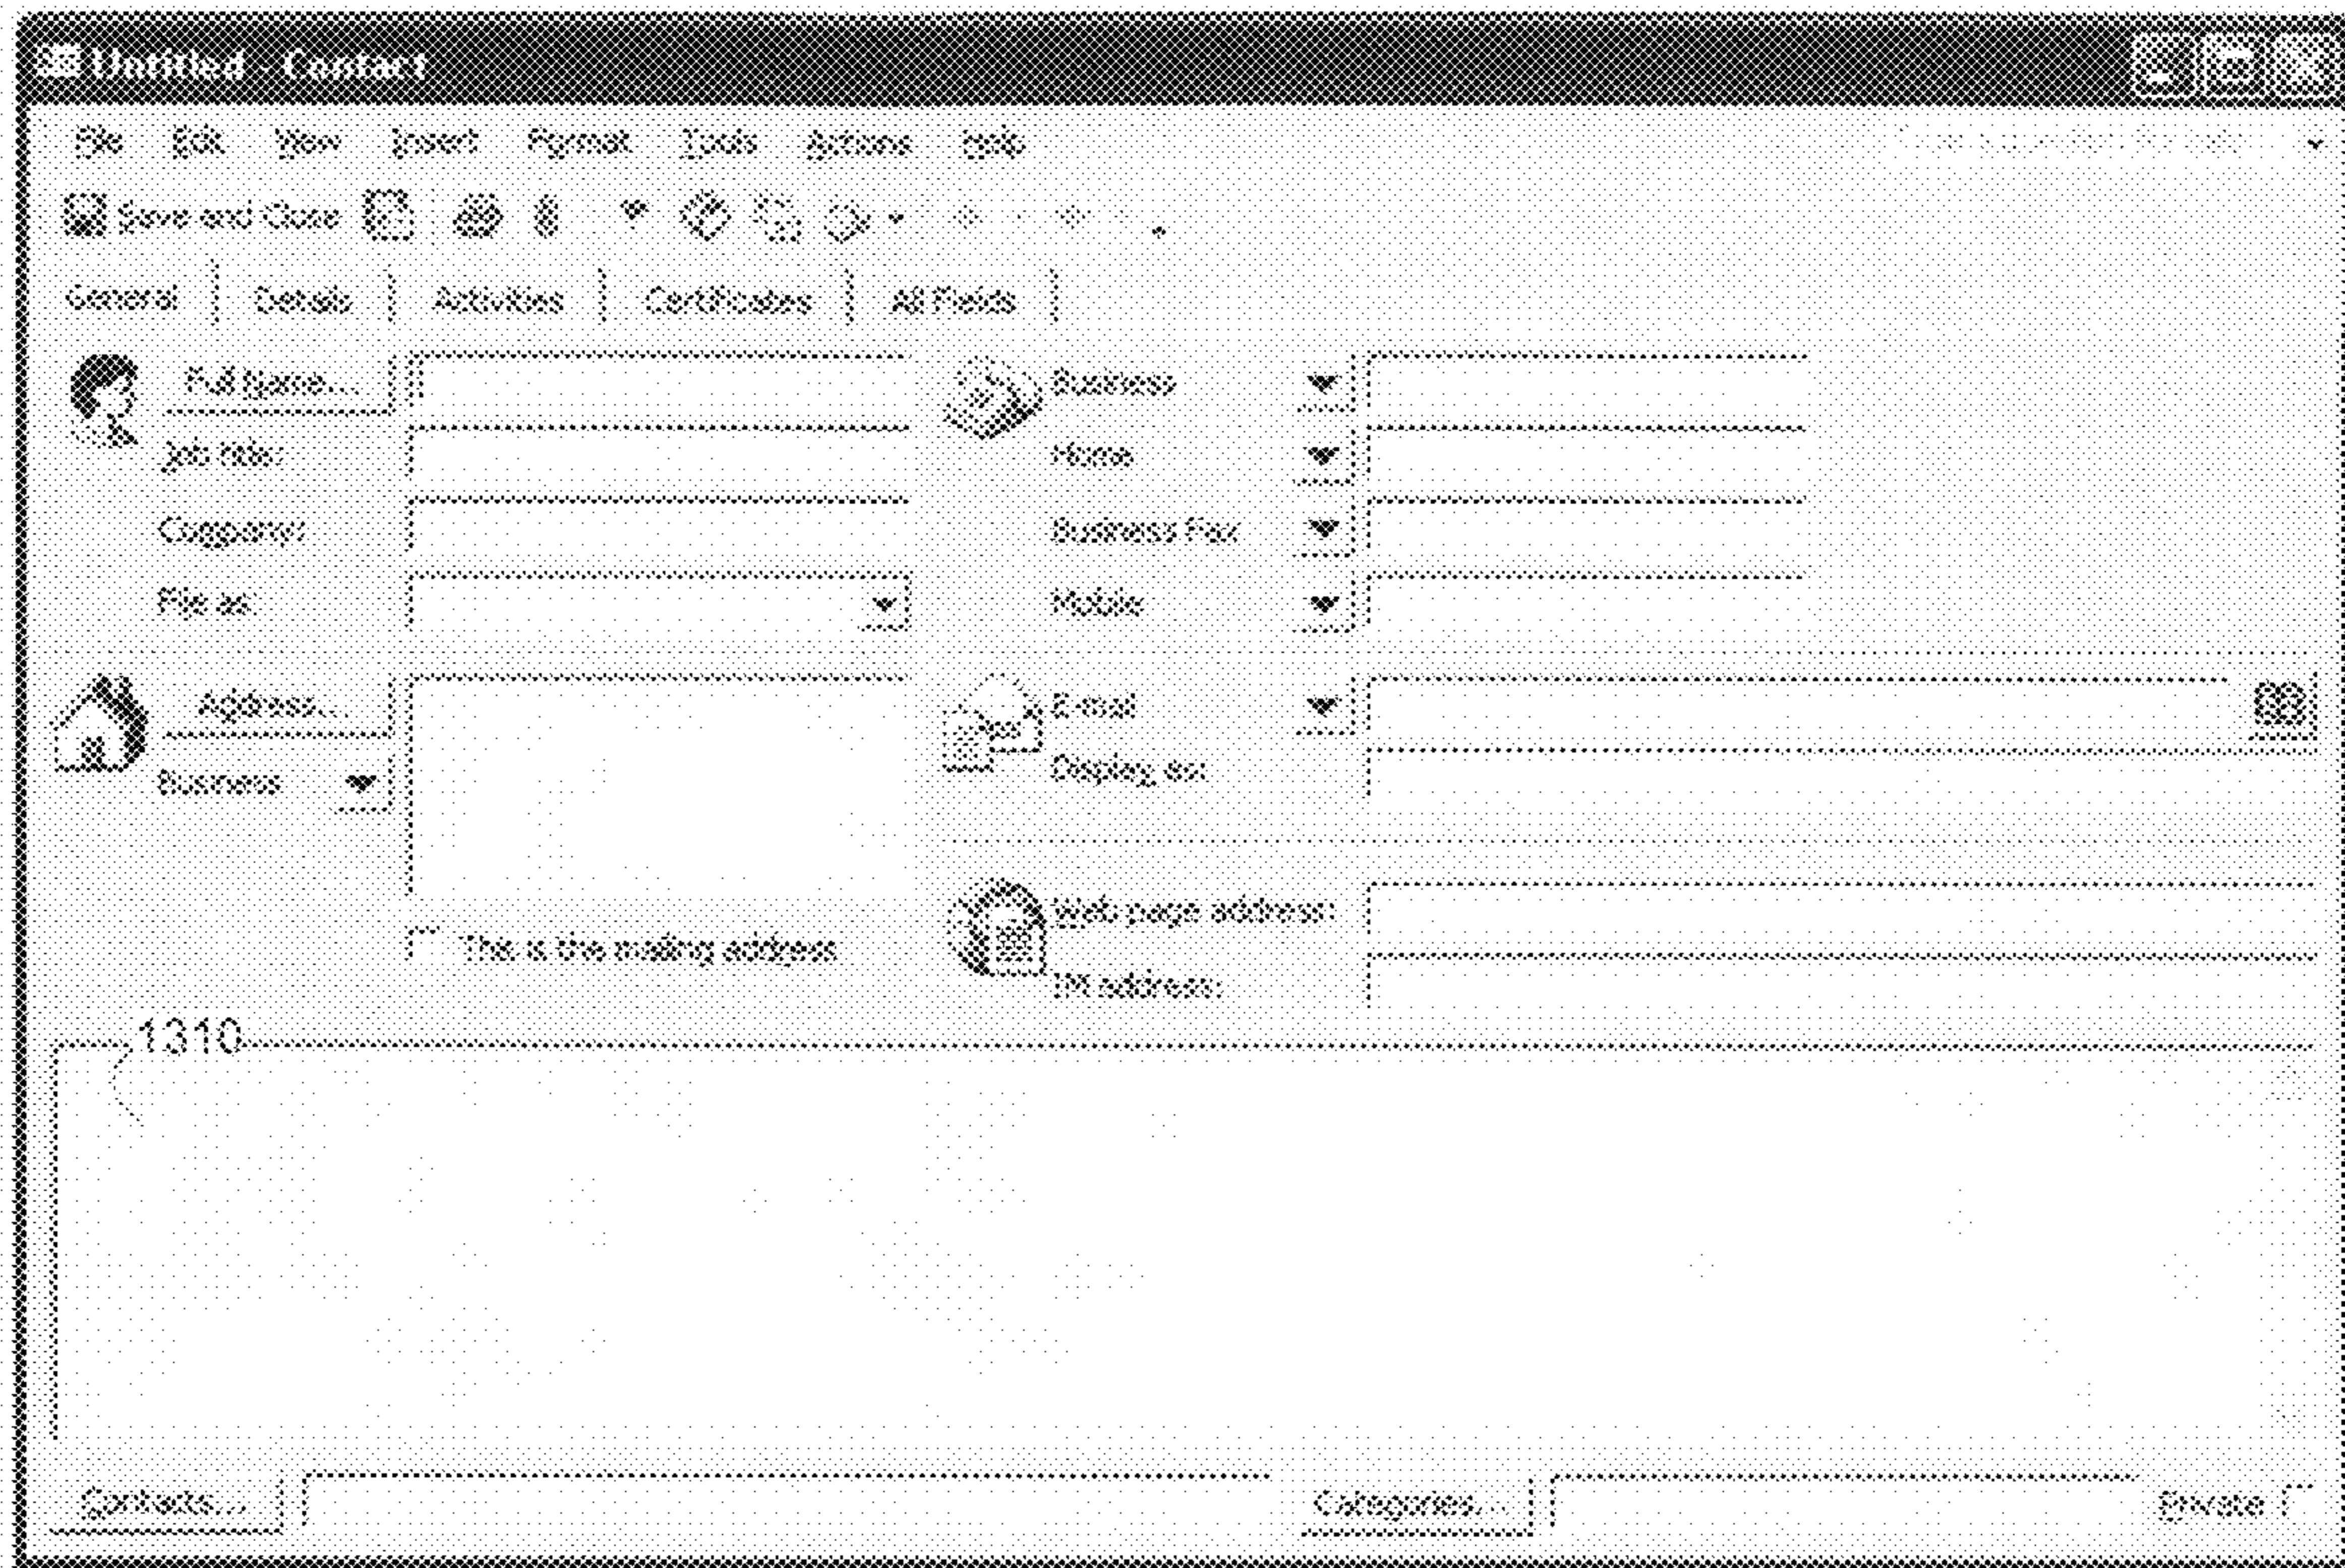 Untitled - Contact
File Edit View Insert Format Tools Actions Help
Save and Close
General Details Activities Certificates All Fields
Full Name... Business
Job title: Home
Company: Business Fax
File as: Mobile
Address... E-mail
Business Display as:
Web page address:
This is the mailing address
IM address:
1310
Contacts... Categories... Private